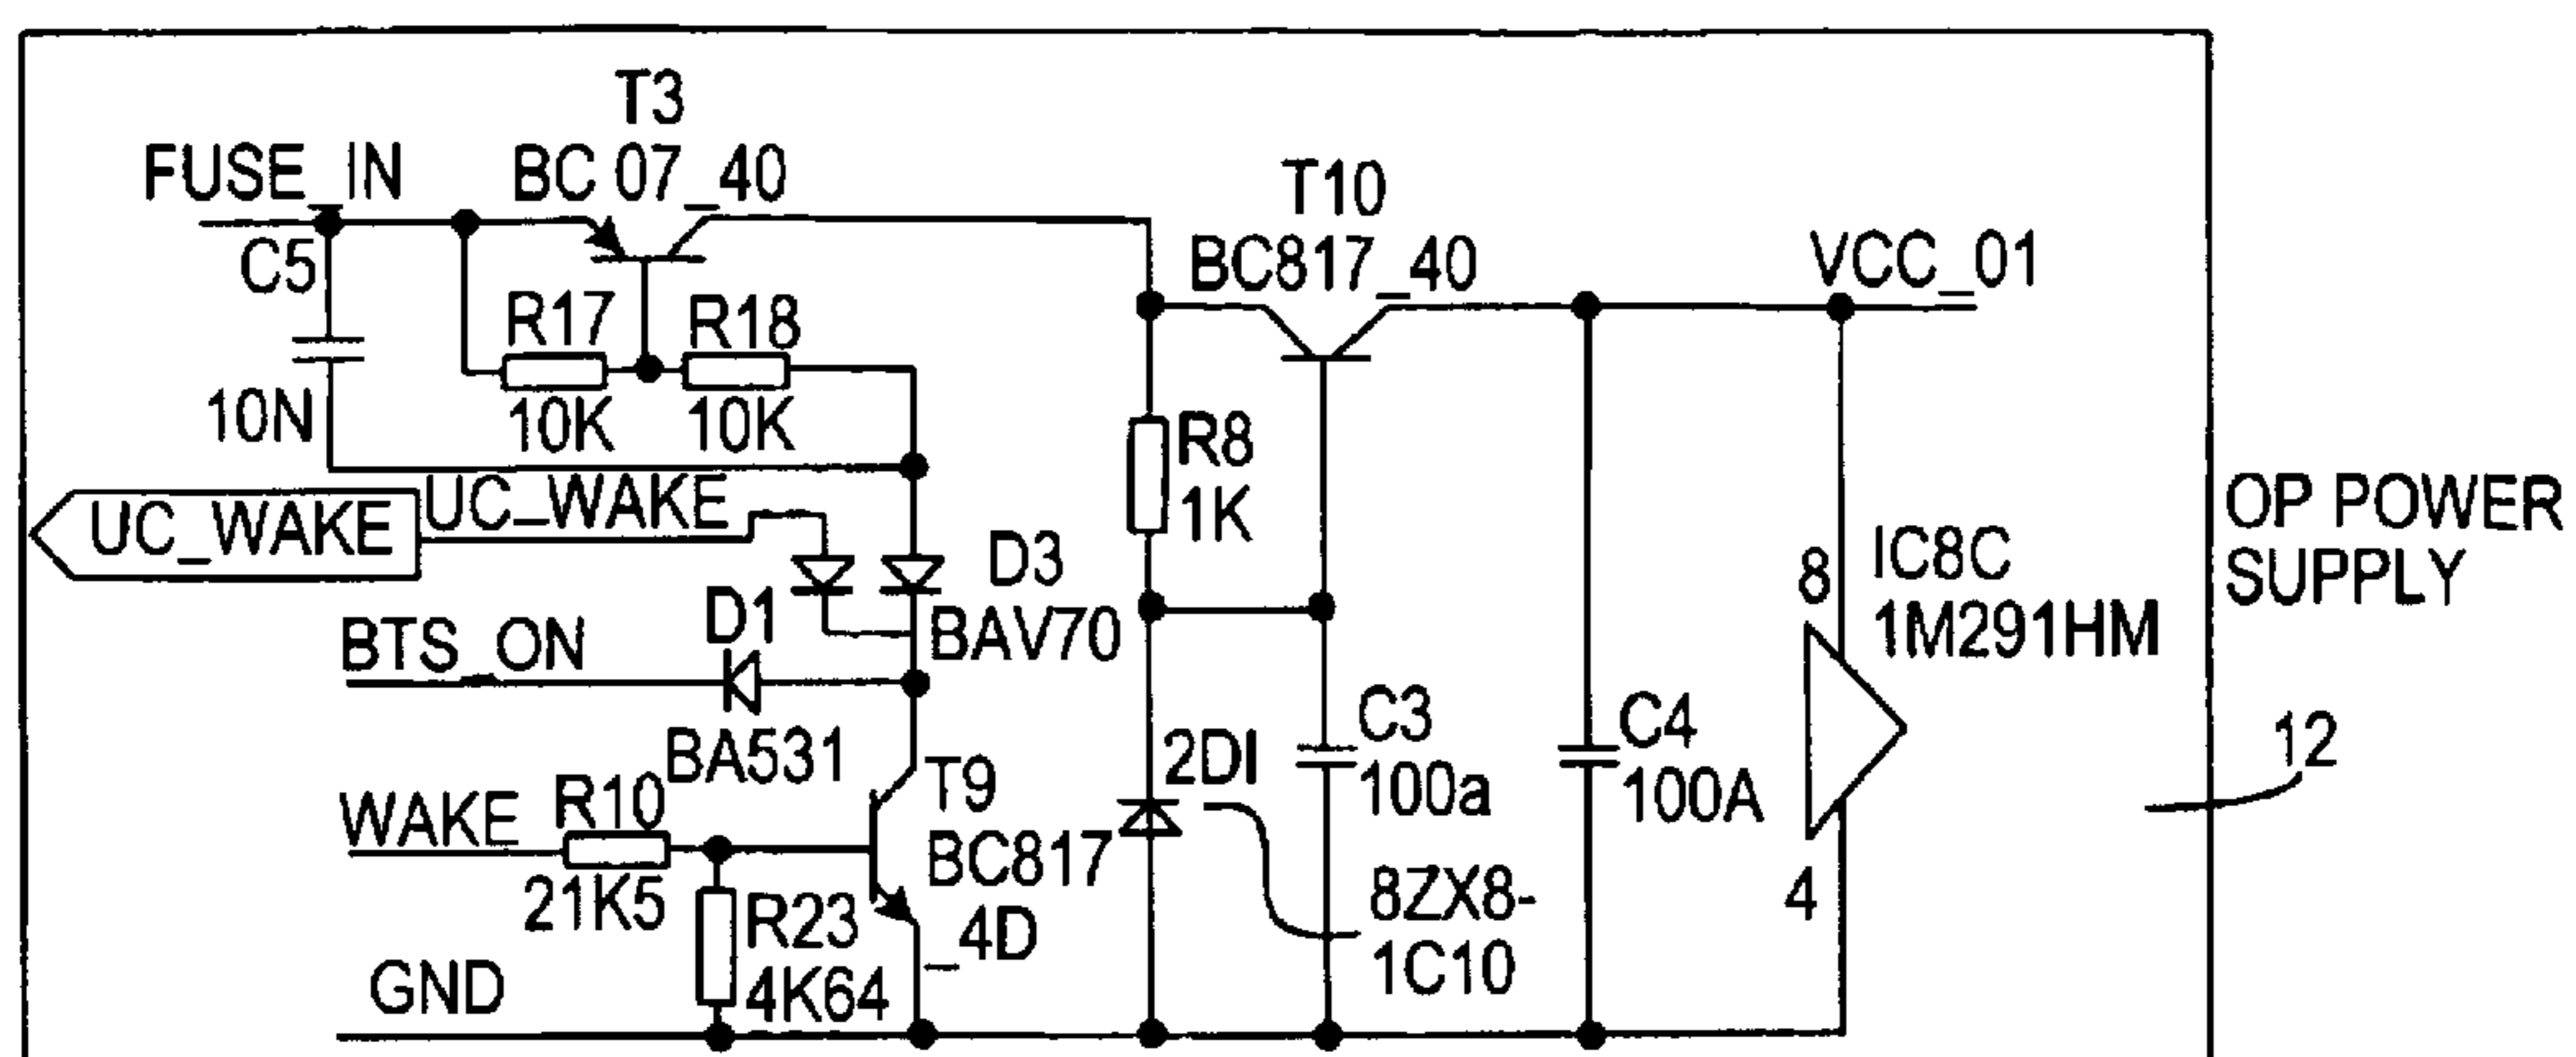 T3
FUSE_IN
BC 07_40
T10
BC817_40
VCC_01
C5
R17
R18
10N
10K
10K
R8
1K
UC_WAKE
UC_WAKE
OP POWER
SUPPLY
D3
BAV70
D1
8
IC8C
1M291HM
BTS_ON
BA531
C3
100a
C4
100A
12
2DI
WAKE
R10
21K5
T9
BC817
_4D
R23
4K64
8ZX8-
1C10
4
GND